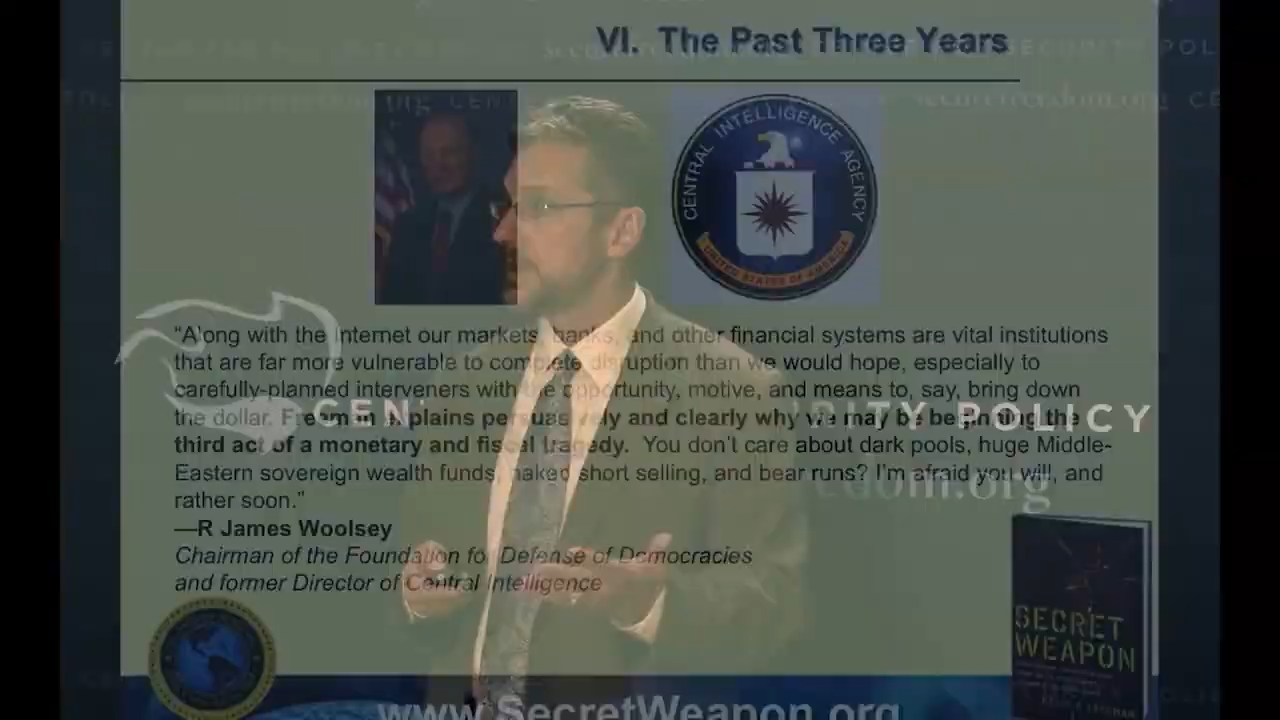 VI. The Past Three Years
CENTRAL INTELLIGENCE AGENCY
UNITED STATES OF AMERICA
"Along with the Internet our markets, banks, and other financial systems are vital institutions
that are far more vulnerable to complete disruption than we would hope, especially to
carefully-planned interveners with the opportunity, motive, and means to, say, bring down
the dollar. Freeman explains persuasively and clearly why we may be beginning the
third act of a monetary and fiscal tragedy. You don't care about dark pools, huge Middle-
Eastern sovereign wealth funds, naked short selling, and bear runs? I'm afraid you will, and
rather soon."
—R James Woolsey
Chairman of the Foundation for Defense of Democracies
and former Director of Central Intelligence
CEN
RITY POLICY
edom.org
SECRET
WEAPON
www.SecretWeapon.org